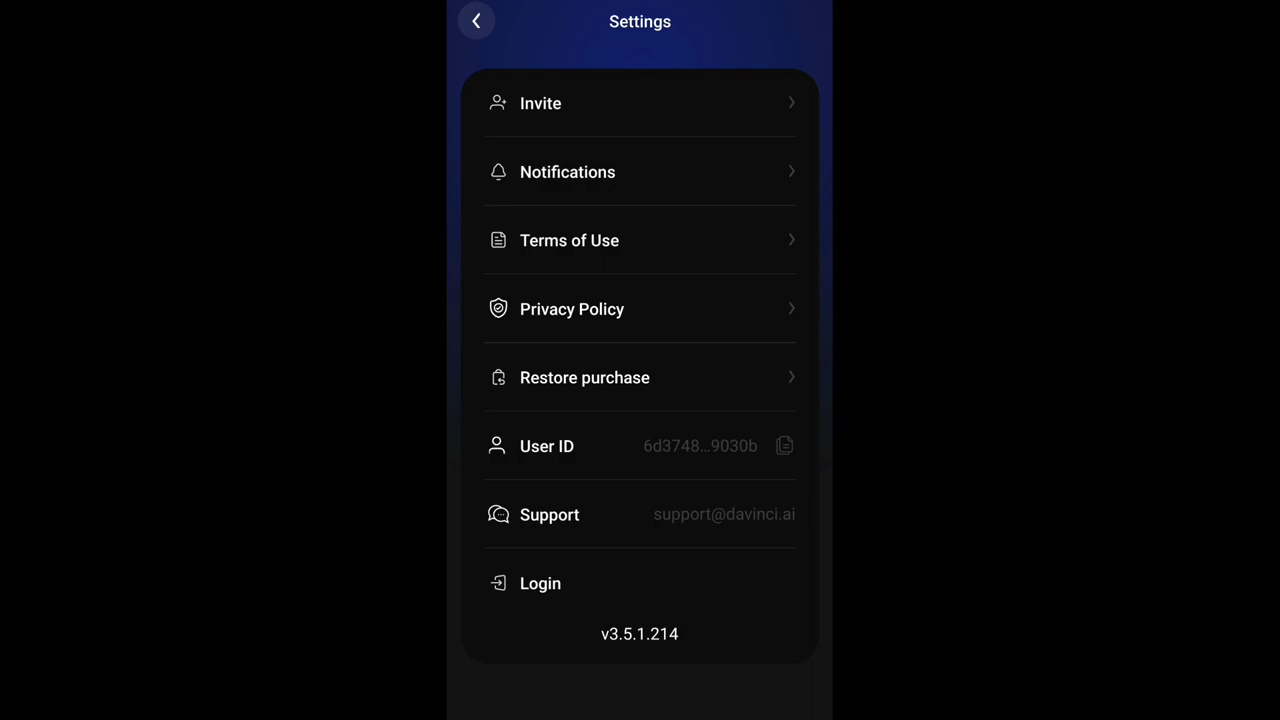 Settings
Invite
Notifications
Terms of Use
Privacy Policy
Restore purchase
User ID 6d3748...9030b
Support support@davinci.ai
Login
v3.5.1.214